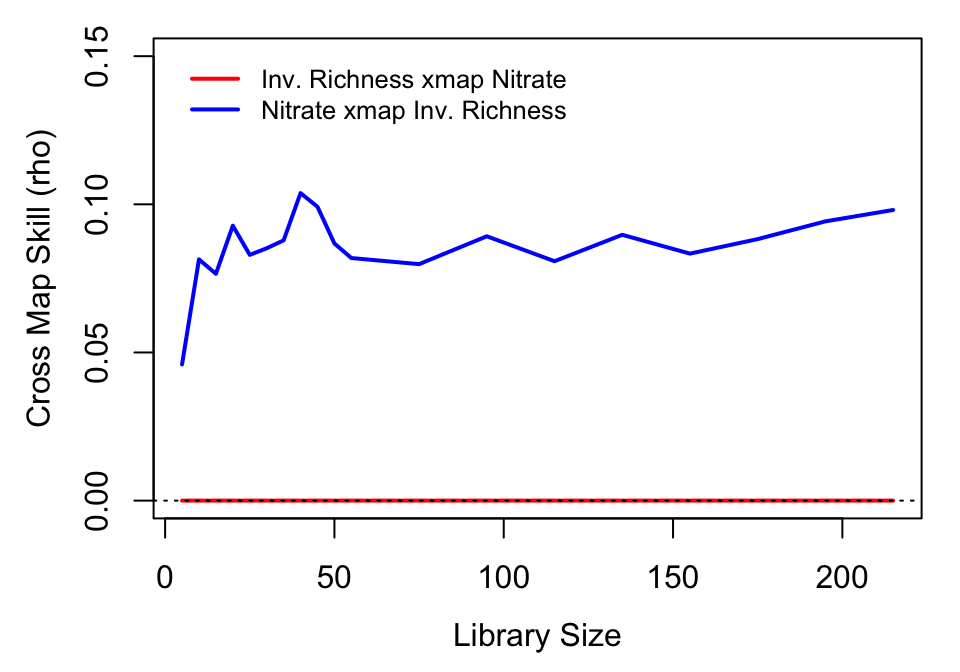 Inv. Richness xmap Nitrate
Nitrate xmap Inv. Richness
Cross Map Skill (rho)
0.15
0.10
0.05
0.00
0 50 100 150 200
Library Size